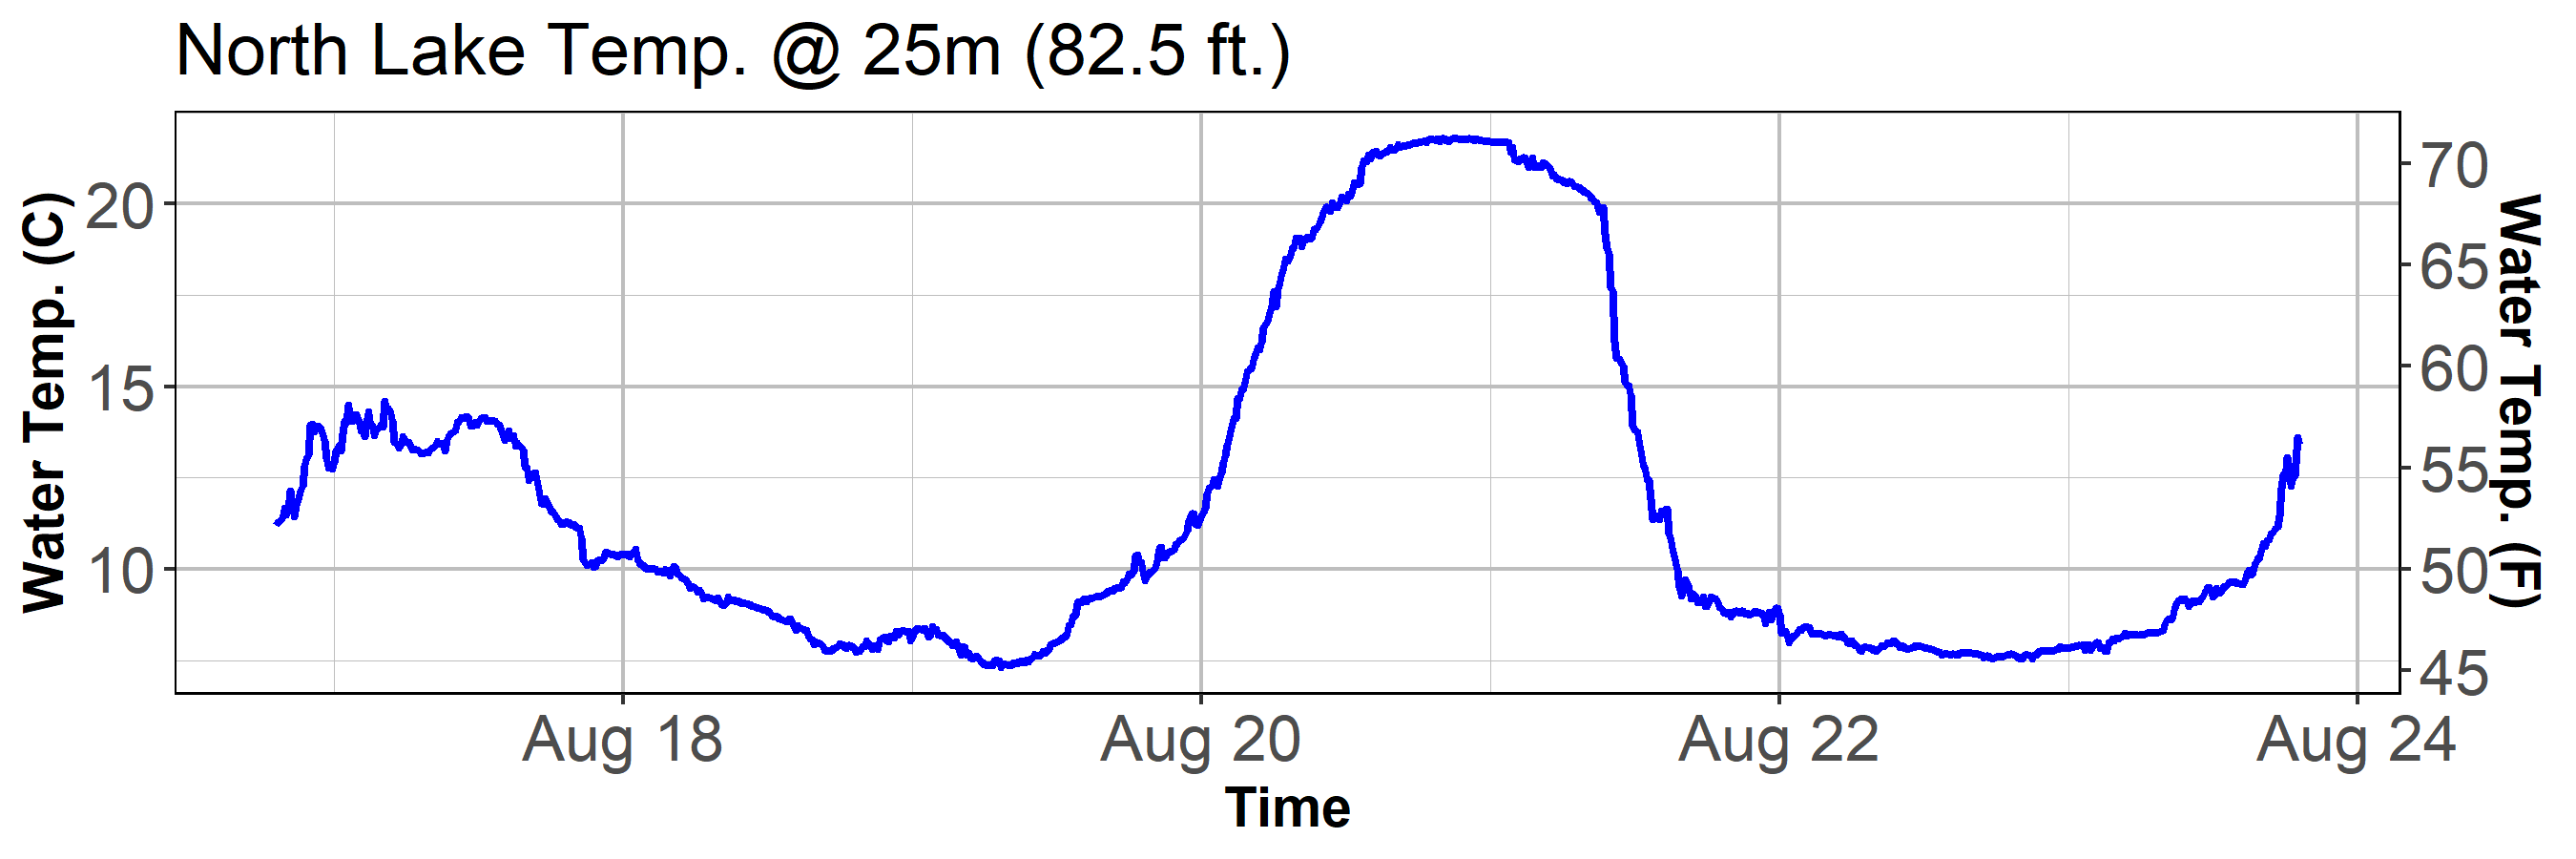 North Lake Temp. @ 25m (82.5 ft.)
Water Temp. (C)
20
15
10
70
65
60
55
50
45
Water Temp. (F)
Aug 18
Aug 20
Aug 22
Aug 24
Time